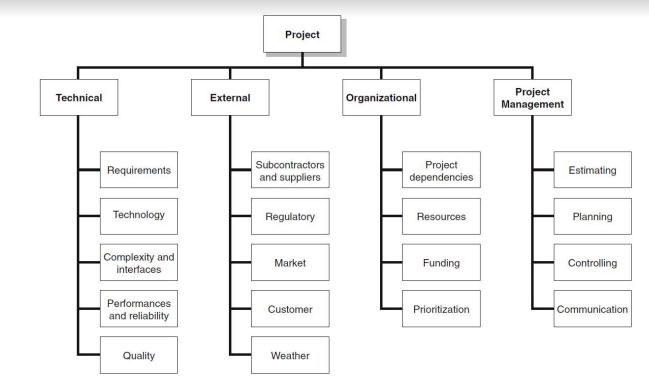 Project
Technical
External
Organizational
Project
Management
Requirements
Technology
Complexity and
interfaces
Performances
and reliability
Quality
Subcontractors
and suppliers
Regulatory
Market
Customer
Weather
Project
dependencies
Resources
Funding
Prioritization
Estimating
Planning
Controlling
Communication